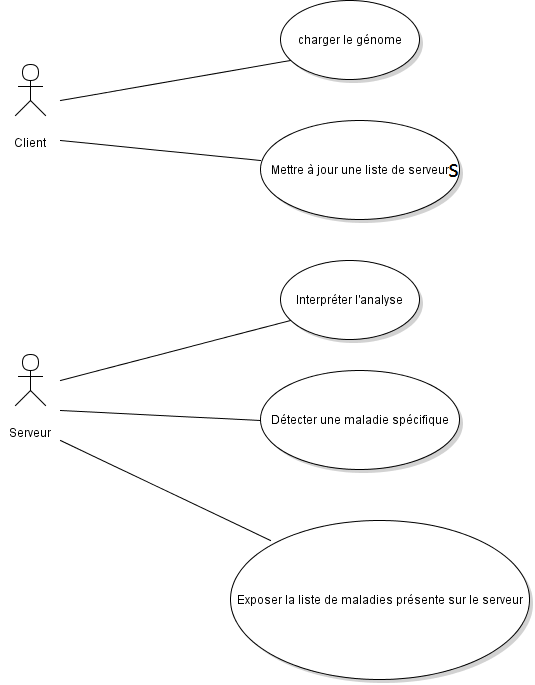 charger le génome
Client
Mettre à jour une liste de serveurs
Interpréter l'analyse
Serveur
Détecter une maladie spécifique
Exposer la liste de maladies présente sur le serveur